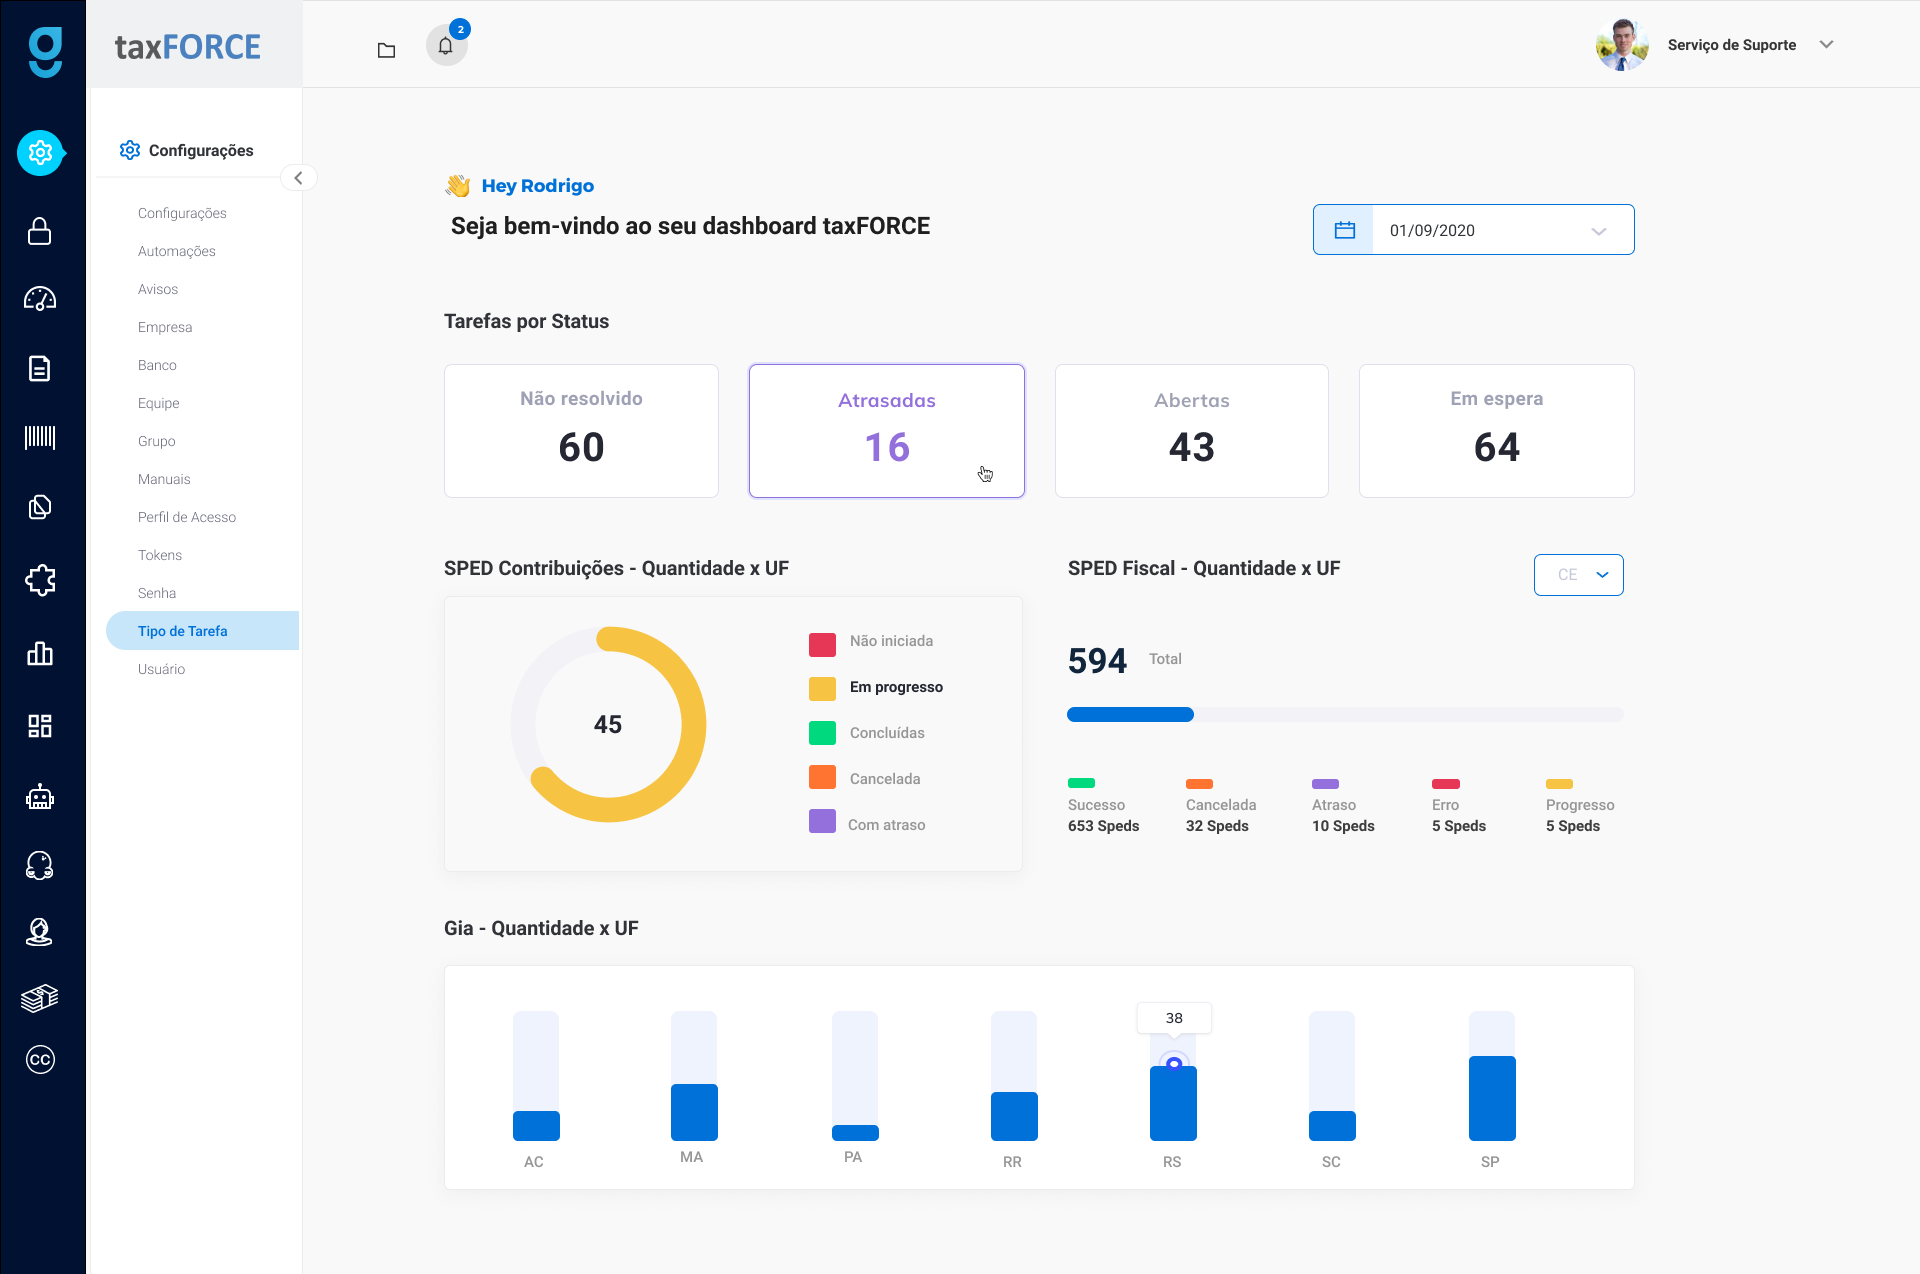 g
taxFORCE
2
Serviço de Suporte
Configurações
Configurações
Automações
Avisos
Empresa
Banco
Equipe
Grupo
Manuais
Perfil de Acesso
Tokens
Senha
Tipo de Tarefa
Usuário
CC
Hey Rodrigo
Seja bem-vindo ao seu dashboard taxFORCE
01/09/2020
Tarefas por Status
Não resolvido
60
Atrasadas
16
Abertas
43
Em espera
64
SPED Contribuições - Quantidade x UF
45
Não iniciada
Em progresso
Concluídas
Cancelada
Com atraso
SPED Fiscal - Quantidade x UF
CE
594 Total
Sucesso
653 Speds
Cancelada
32 Speds
Atraso
10 Speds
Erro
5 Speds
Progresso
5 Speds
Gia - Quantidade x UF
38
AC MA PA RR RS SC SP